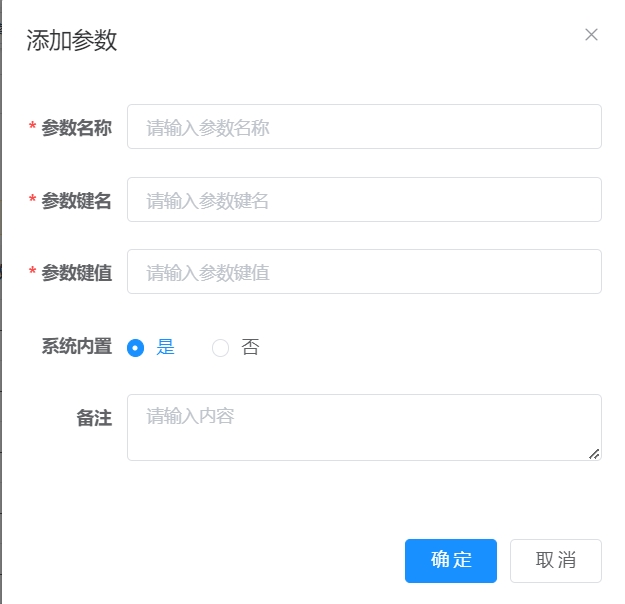 添加参数
* 参数名称 请输入参数名称
* 参数键名 请输入参数键名
* 参数键值 请输入参数键值
系统内置 是 否
备注 请输入内容
确定 取消